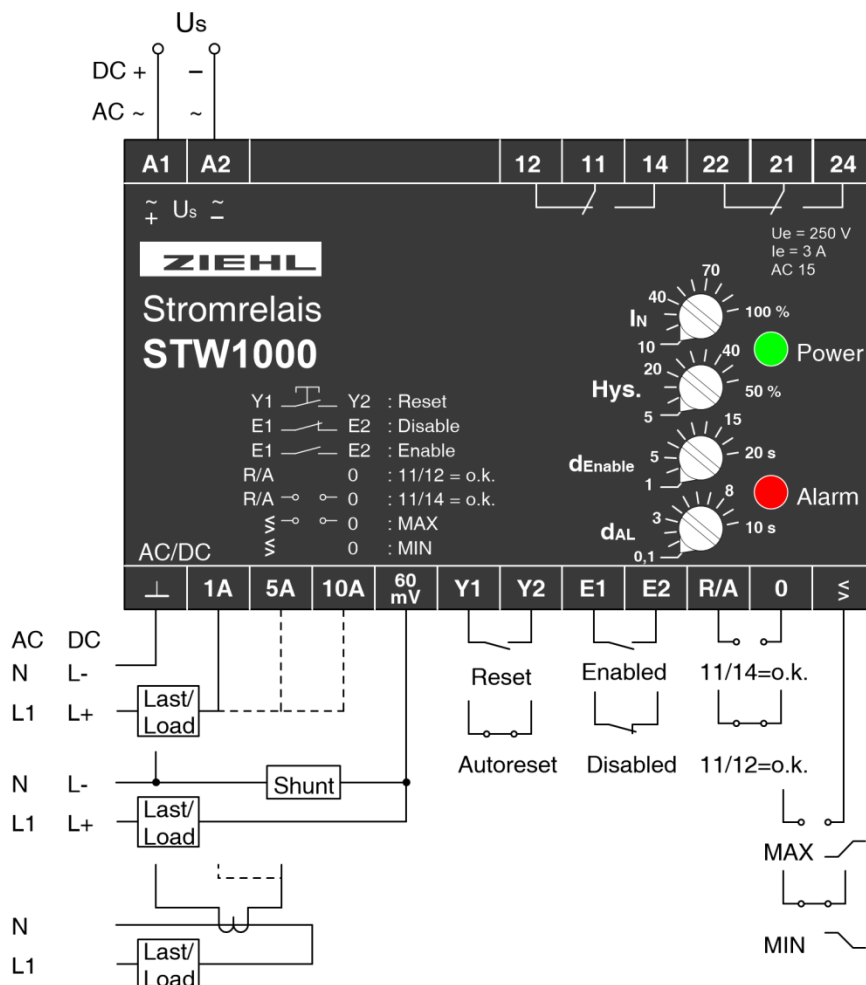 Us
DC + −
AC ~ ~
A1 A2 12 11 14 22 21 24
~ + Us ~ −
Ue = 250 V
Ie = 3 A
AC 15
ZIEHL
Stromrelais
STW1000
IN 10 40 70 100 %
Power
Hys. 5 20 40 50 %
dEnable 1 5 15 20 s
Alarm
dAL 0,1 3 8 10 s
Y1 Y2 : Reset
E1 E2 : Disable
E1 E2 : Enable
R/A 0 : 11/12 = o.k.
R/A 0 : 11/14 = o.k.
≶ 0 : MAX
≶ 0 : MIN
AC/DC
⊥ 1A 5A 10A 60 mV Y1 Y2 E1 E2 R/A 0 ≶
AC DC
N L-
L1 L+ Last/
Load
Reset Enabled 11/14=o.k.
Autoreset Disabled 11/12=o.k.
N L- Shunt
L1 L+ Last/
Load
MAX
N
MIN
L1 Last/
Load